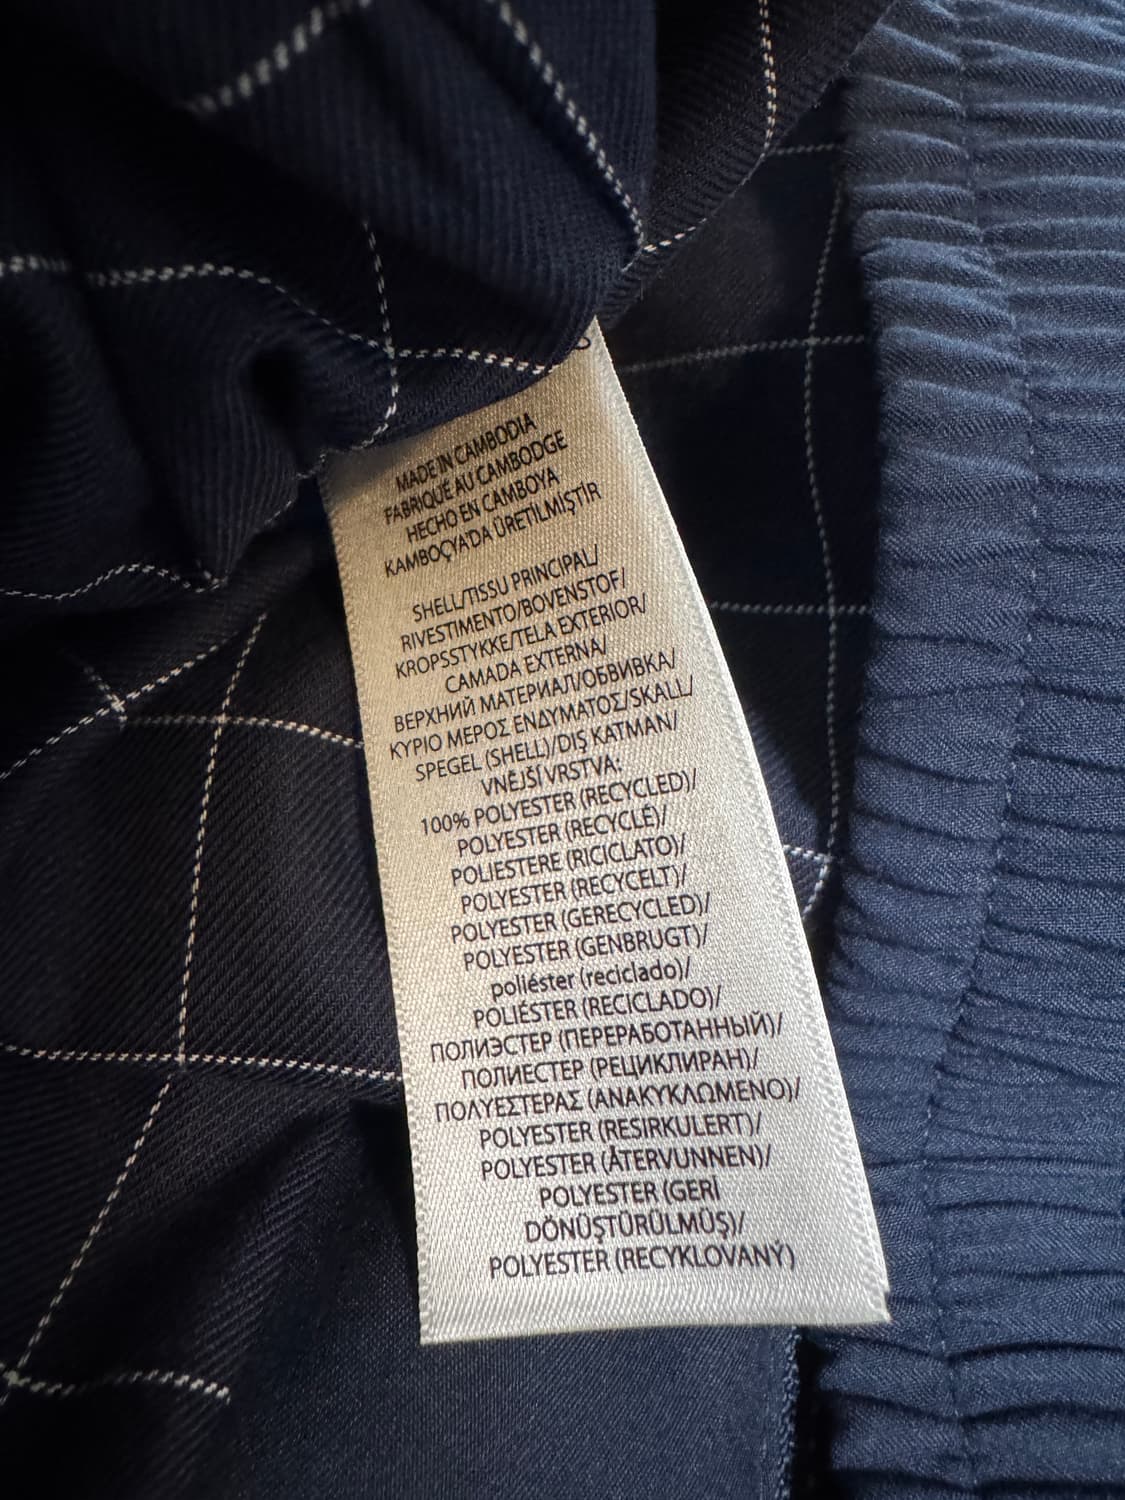 MADE IN CAMBODIA
FABRIQUÉ AU CAMBODGE
HECHO EN CAMBOYA
KAMBOÇYA'DA ÜRETİLMİŞTİR
SHELL/TISSU PRINCIPAL/
RIVESTIMENTO/BOVENSTOF/
KROPSSTYKKE/TELA EXTERIOR/
CAMADA EXTERNA/
ВЕРХНИЙ МАТЕРИАЛ/ОБВИВКА/
ΚΥΡΙΟ ΜΕΡΟΣ ΕΝΔΥΜΑΤΟΣ/SKALL/
SPEGEL (SHELL)/DIŞ KATMAN/
VNĚJŠÍ VRSTVA:
100% POLYESTER (RECYCLED)/
POLYESTER (RECYCLÉ)/
POLIESTERE (RICICLATO)/
POLYESTER (RECYCELT)/
POLYESTER (GERECYCLED)/
POLYESTER (GENBRUGT)/
poliéster (reciclado)/
POLIÉSTER (RECICLADO)/
ПОЛИЭСТЕР (ПЕРЕРАБОТАННЫЙ)/
ПОЛИЕСТЕР (РЕЦИКЛИРАН)/
ΠΟΛΥΕΣΤΕΡΑΣ (ΑΝΑΚΥΚΛΩΜΕΝΟ)/
POLYESTER (RESIRKULERT)/
POLYESTER (ÅTERVUNNEN)/
POLYESTER (GERİ
DÖNÜŞTÜRÜLMÜŞ)/
POLYESTER (RECYKLOVANÝ)